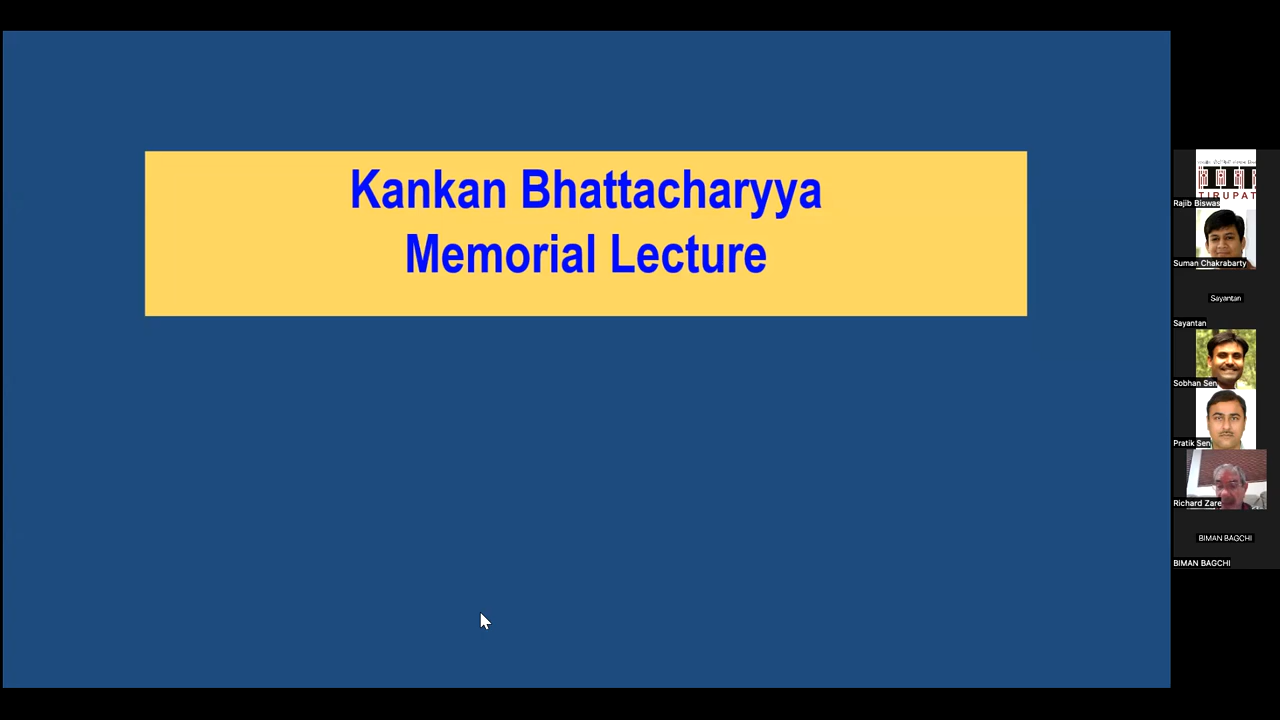 Kankan Bhattacharyya
Memorial Lecture
TIRUPAT
Rajib Biswas
Suman Chakrabarty
Sayantan
Sayantan
Sobhan Sen
Pratik Sen
Richard Zare
BIMAN BAGCHI
BIMAN BAGCHI